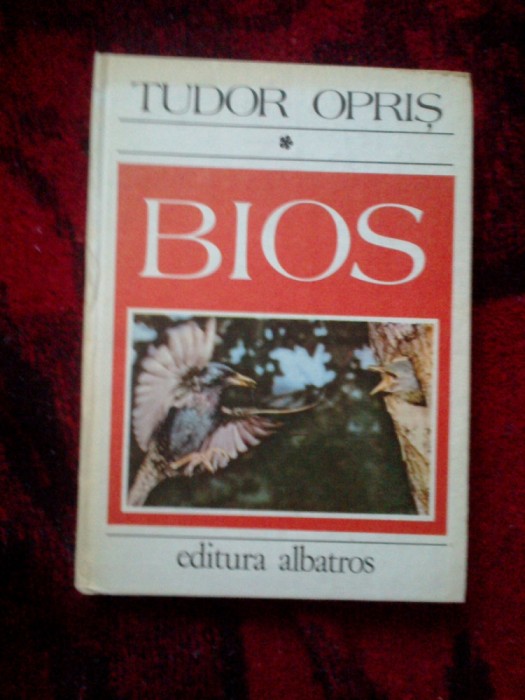 TUDOR OPRIȘ
*
BIOS
editura albatros